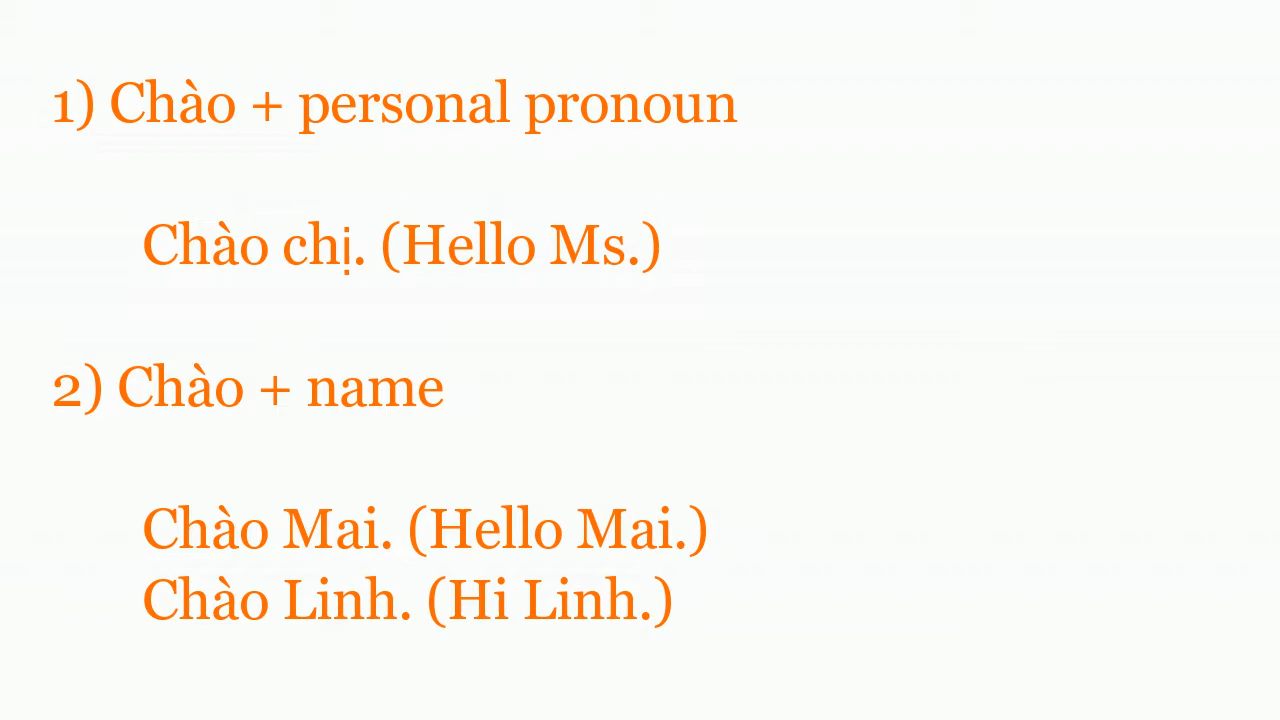 1) Chào + personal pronoun
Chào chị. (Hello Ms.)
2) Chào + name
Chào Mai. (Hello Mai.)
Chào Linh. (Hi Linh.)